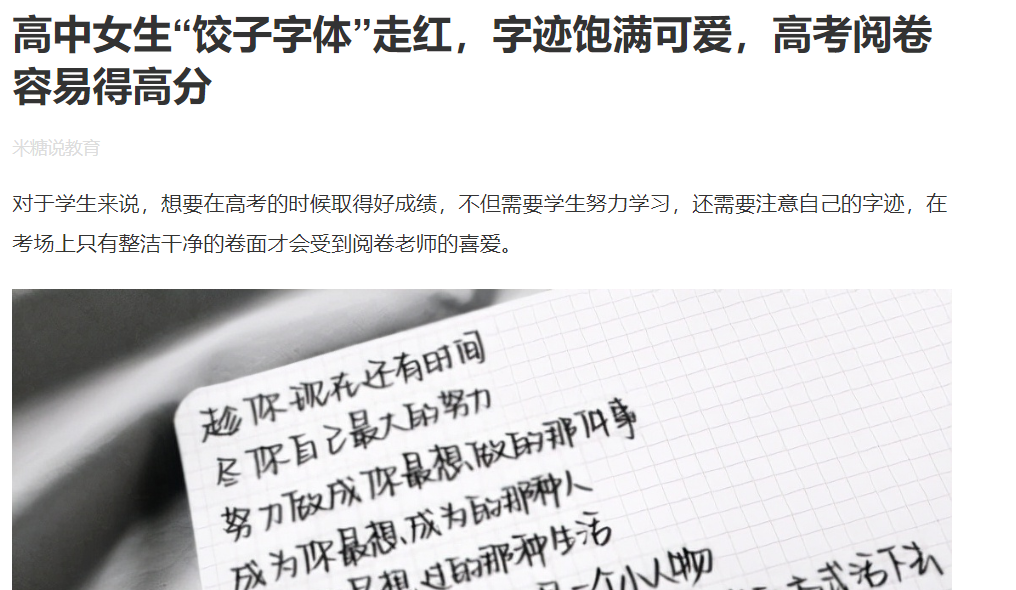 高中女生“饺子字体”走红，字迹饱满可爱，高考阅卷
容易得高分
米糖说教育
对于学生来说，想要在高考的时候取得好成绩，不但需要学生努力学习，还需要注意自己的字迹，在
考场上只有整洁干净的卷面才会受到阅卷老师的喜爱。
趁你现在还有时间
尽你自己最大的努力
努力做成你最想做的那件事
成为你最想成为的那种人
最想过的那种生活
一个小人物
方式活下去